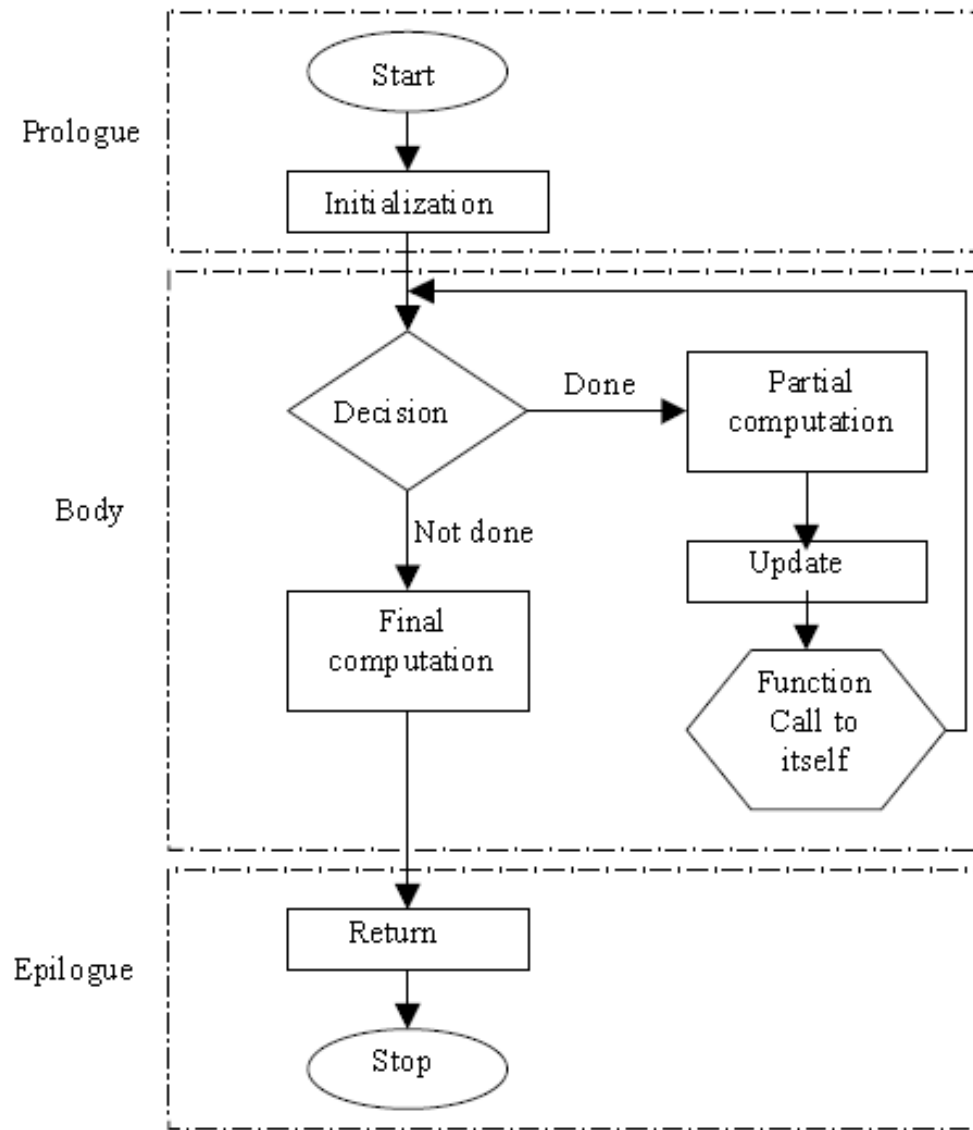 Start
Prologue
Initialization
Decision
Done
Partial
computation
Body
Not done
Update
Final
computation
Function
Call to
itself
Return
Epilogue
Stop